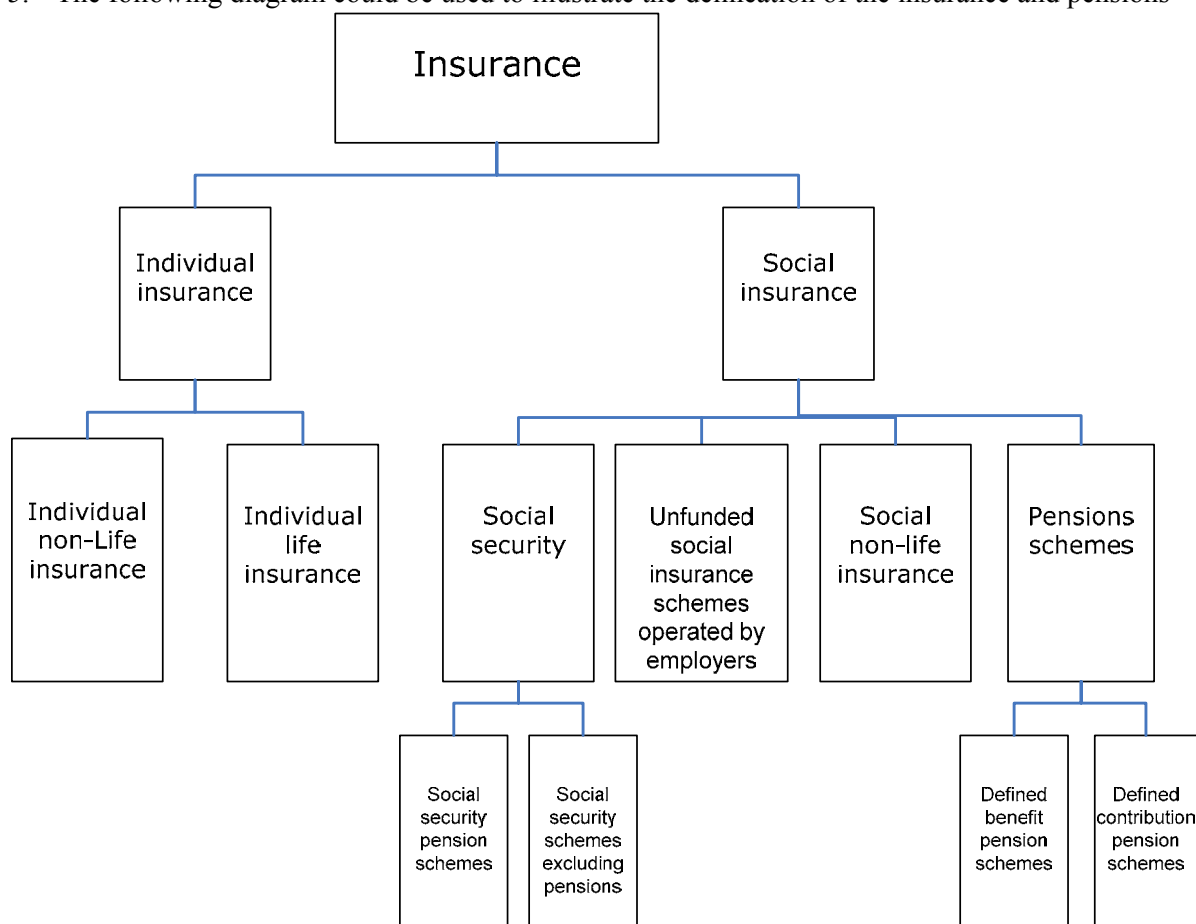 3. The following diagram could be used to illustrate the delineation of the insurance and pensions
Insurance
Individual
insurance
Social
insurance
Individual
non-Life
insurance
Individual
life
insurance
Social
security
Unfunded
social
insurance
schemes
operated by
employers
Social
non-life
insurance
Pensions
schemes
Social
security
pension
schemes
Social
security
schemes
excluding
pensions
Defined
benefit
pension
schemes
Defined
contribution
pension
schemes